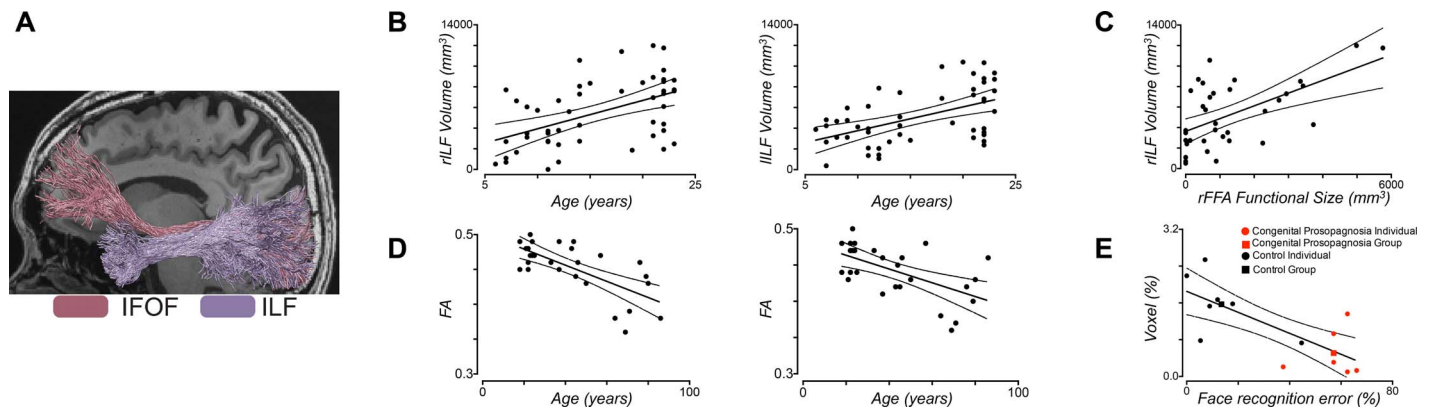 A
IFOF
ILF
B
14000
rILF Volume (mm³)
0
5
25
Age (years)
14000
lILF Volume (mm³)
0
5
25
Age (years)
C
14000
rILF Volume (mm³)
0
0
6000
rFFA Functional Size (mm³)
D
0.5
FA
0.3
0
100
Age (years)
0.5
FA
0.3
0
100
Age (years)
E
3.2
Voxel (%)
0.0
0
80
Face recognition error (%)
Congenital Prosopagnosia Individual
Congenital Prosopagnosia Group
Control Individual
Control Group